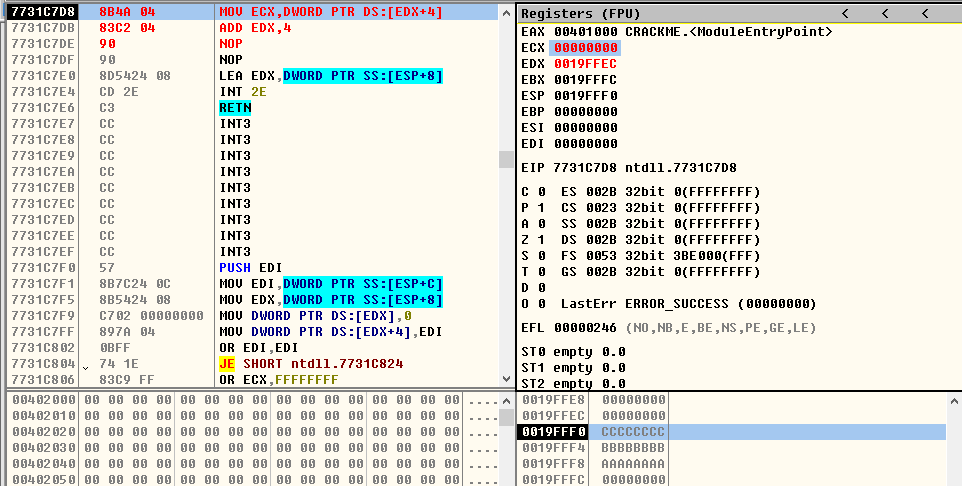 7731C7D8 8B4A 04 MOV ECX,DWORD PTR DS:[EDX+4]
7731C7DB 83C2 04 ADD EDX,4
7731C7DE 90 NOP
7731C7DF 90 NOP
7731C7E0 8D5424 08 LEA EDX,DWORD PTR SS:[ESP+8]
7731C7E4 CD 2E INT 2E
7731C7E6 C3 RETN
7731C7E7 CC INT3
7731C7E8 CC INT3
7731C7E9 CC INT3
7731C7EA CC INT3
7731C7EB CC INT3
7731C7EC CC INT3
7731C7ED CC INT3
7731C7EE CC INT3
7731C7EF CC INT3
7731C7F0 57 PUSH EDI
7731C7F1 8B7C24 0C MOV EDI,DWORD PTR SS:[ESP+C]
7731C7F5 8B5424 08 MOV EDX,DWORD PTR SS:[ESP+8]
7731C7F9 C702 00000000 MOV DWORD PTR DS:[EDX],0
7731C7FF 897A 04 MOV DWORD PTR DS:[EDX+4],EDI
7731C802 0BFF OR EDI,EDI
7731C804 74 1E JE SHORT ntdll.7731C824
7731C806 83C9 FF OR ECX,FFFFFFFF
Registers (FPU) < < <
EAX 00401000 CRACKME.<ModuleEntryPoint>
ECX 00000000
EDX 0019FFEC
EBX 0019FFFC
ESP 0019FFF0
EBP 00000000
ESI 00000000
EDI 00000000
EIP 7731C7D8 ntdll.7731C7D8
C 0 ES 002B 32bit 0(FFFFFFFF)
P 1 CS 0023 32bit 0(FFFFFFFF)
A 0 SS 002B 32bit 0(FFFFFFFF)
Z 1 DS 002B 32bit 0(FFFFFFFF)
S 0 FS 0053 32bit 3BE000(FFF)
T 0 GS 002B 32bit 0(FFFFFFFF)
D 0
O 0 LastErr ERROR_SUCCESS (00000000)
EFL 00000246 (NO,NB,E,BE,NS,PE,GE,LE)
ST0 empty 0.0
ST1 empty 0.0
ST2 empty 0.0
00402000 00 00 00 00 00 00 00 00 00 00 00 00 00 00 00 00 ....
00402010 00 00 00 00 00 00 00 00 00 00 00 00 00 00 00 00 ....
00402020 00 00 00 00 00 00 00 00 00 00 00 00 00 00 00 00 ....
00402030 00 00 00 00 00 00 00 00 00 00 00 00 00 00 00 00 ....
00402040 00 00 00 00 00 00 00 00 00 00 00 00 00 00 00 00 ....
00402050 00 00 00 00 00 00 00 00 00 00 00 00 00 00 00 00 ....
0019FFE8 00000000
0019FFEC 00000000
0019FFF0 CCCCCCCC
0019FFF4 BBBBBBBB
0019FFF8 AAAAAAAA
0019FFFC 00000000